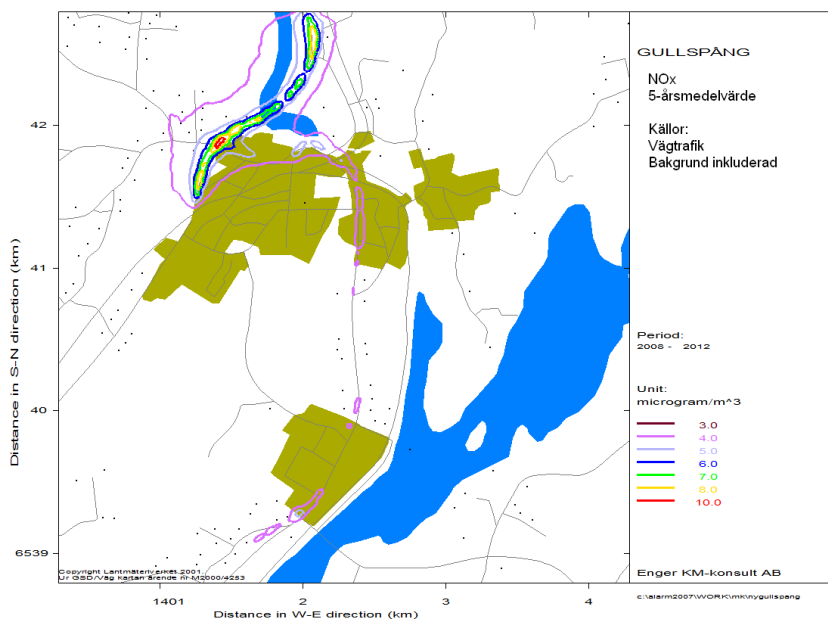 GULLSPÅNG
NOx
5-årsmedelvärde
Källor:
Vägtrafik
Bakgrund inkluderad
Period:
2008 - 2012
Unit:
microgram/m^3
3.0
4.0
5.0
6.0
7.0
8.0
10.0
Enger KM-konsult AB
c:\alarm2007\WORK\mk\nygullspang
Distance in S-N direction (km)
42
41
40
6539
Copyright Lantmäteriverket 2001.
Ur GSD/Väg kartan ärende nr M2000/4253
1401
2
3
4
Distance in W-E direction (km)